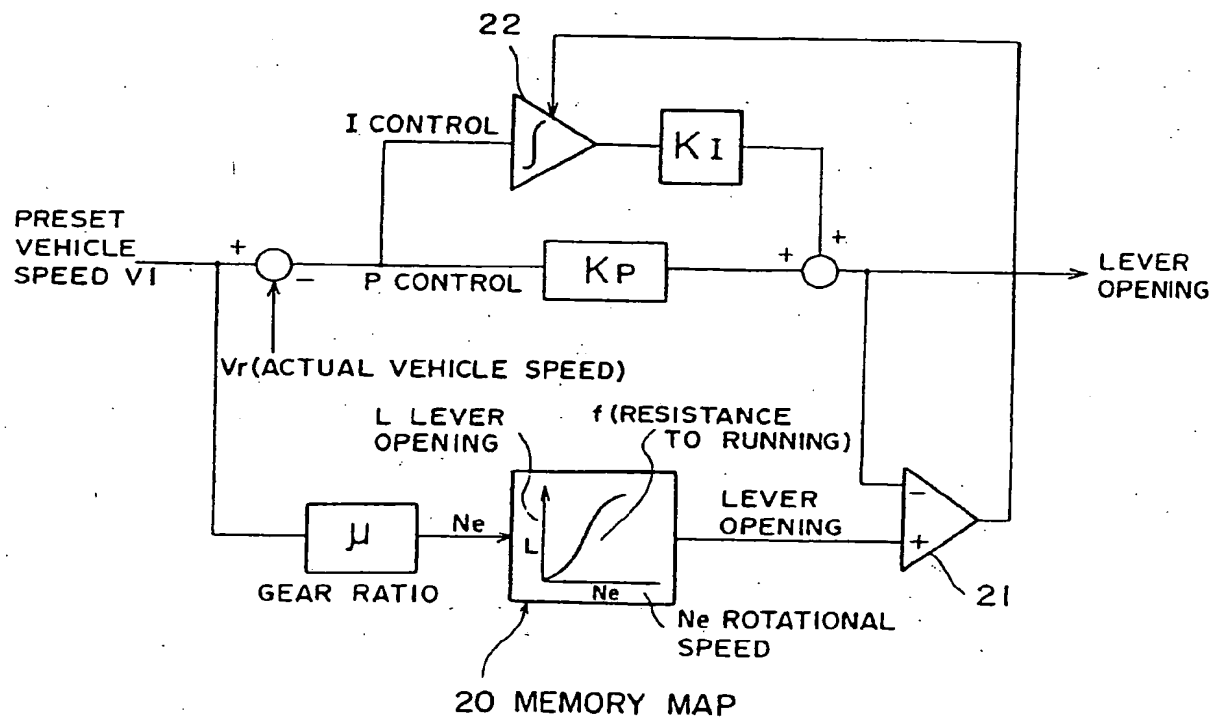 22
I CONTROL
∫
KI
PRESET
VEHICLE
SPEED V1
+
−
P CONTROL
KP
+
+
LEVER
OPENING
Vr(ACTUAL VEHICLE SPEED)
L LEVER
OPENING
f(RESISTANCE
TO RUNNING)
LEVER
OPENING
−
+
21
μ
Ne
L
Ne
GEAR RATIO
Ne ROTATIONAL
SPEED
20 MEMORY MAP